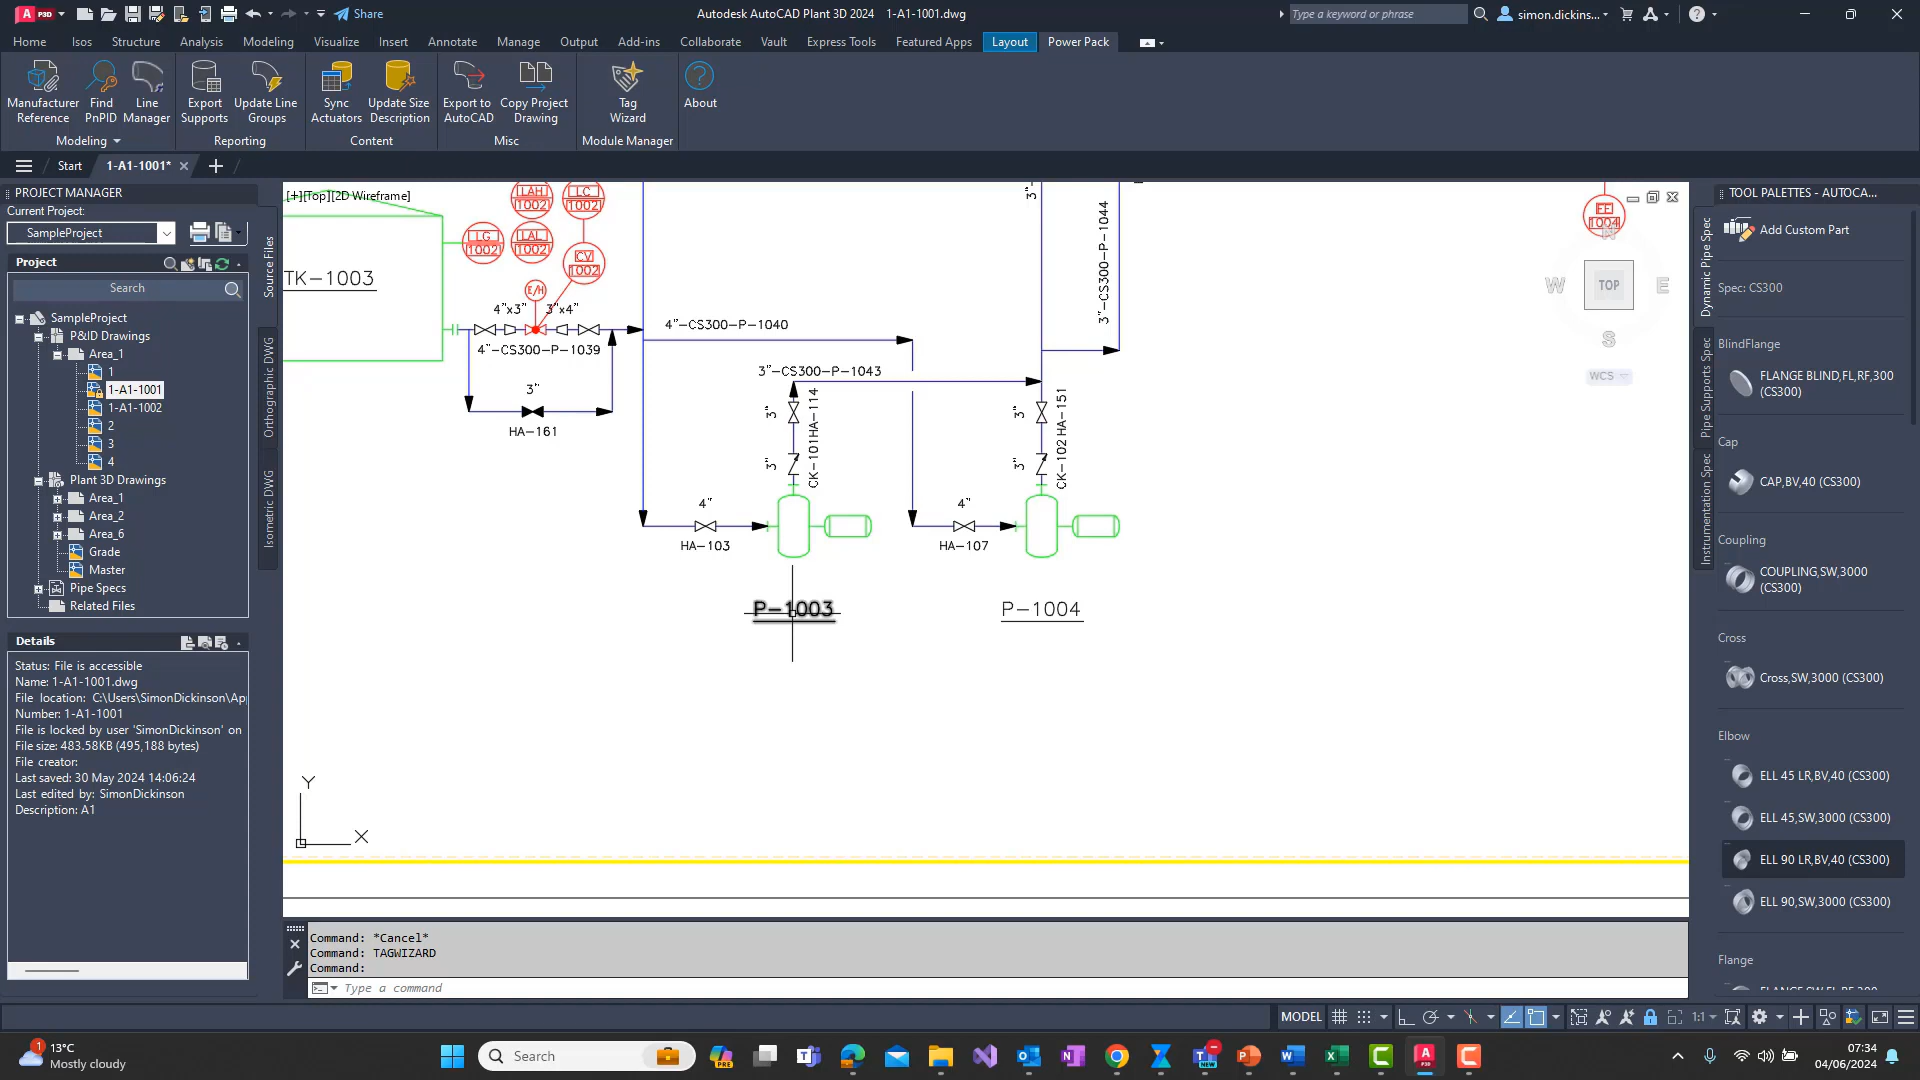 A P3D
Share
Autodesk AutoCAD Plant 3D 2024 1-A1-1001.dwg
Type a keyword or phrase
simon.dickins...
Home Isos Structure Analysis Modeling Visualize Insert Annotate Manage Output Add-ins Collaborate Vault Express Tools Featured Apps Layout Power Pack
Manufacturer Reference
Find PnPID
Line Manager
Export Supports
Update Line Groups
Sync Actuators
Update Size Description
Export to AutoCAD
Copy Project Drawing
Tag Wizard
About
Modeling
Reporting
Content
Misc
Module Manager
Start
1-A1-1001*
PROJECT MANAGER
Current Project:
SampleProject
Project
Search
SampleProject
P&ID Drawings
Area_1
1
1-A1-1001
1-A1-1002
2
3
4
Plant 3D Drawings
Area_1
Area_2
Area_6
Grade
Master
Pipe Specs
Related Files
Source Files
Orthographic DWG
Isometric DWG
Details
Status: File is accessible
Name: 1-A1-1001.dwg
File location: C:\Users\SimonDickinson\Ap
Number: 1-A1-1001
File is locked by user 'SimonDickinson' on
File size: 483.58KB (495,188 bytes)
File creator:
Last saved: 30 May 2024 14:06:24
Last edited by: SimonDickinson
Description: A1
[+][Top][2D Wireframe]
LAH 1002
LC 1002
LG 1002
LAL 1002
CV 1002
TK-1003
E/H
4"x3"
3"x4"
4"-CS300-P-1039
4"-CS300-P-1040
3"
HA-161
3"-CS300-P-1043
3"
3"-CS300-P-1044
3"
3"
CK-101
HA-114
3"
3"
CK-102
HA-151
4"
HA-103
4"
HA-107
P-1003
P-1004
FE 1004
N
W
TOP
E
S
WCS
Y
X
Command: *Cancel*
Command: TAGWIZARD
Command:
Type a command
TOOL PALETTES - AUTOCA...
Dynamic Pipe Spec
Pipe Supports Spec
Instrumentation Spec
Add Custom Part
Spec: CS300
BlindFlange
FLANGE BLIND,FL,RF,300 (CS300)
Cap
CAP,BV,40 (CS300)
Coupling
COUPLING,SW,3000 (CS300)
Cross
Cross,SW,3000 (CS300)
Elbow
ELL 45 LR,BV,40 (CS300)
ELL 45,SW,3000 (CS300)
ELL 90 LR,BV,40 (CS300)
ELL 90,SW,3000 (CS300)
Flange
MODEL
1:1
1
13°C
Mostly cloudy
Search
PRE
NEW
07:34
04/06/2024